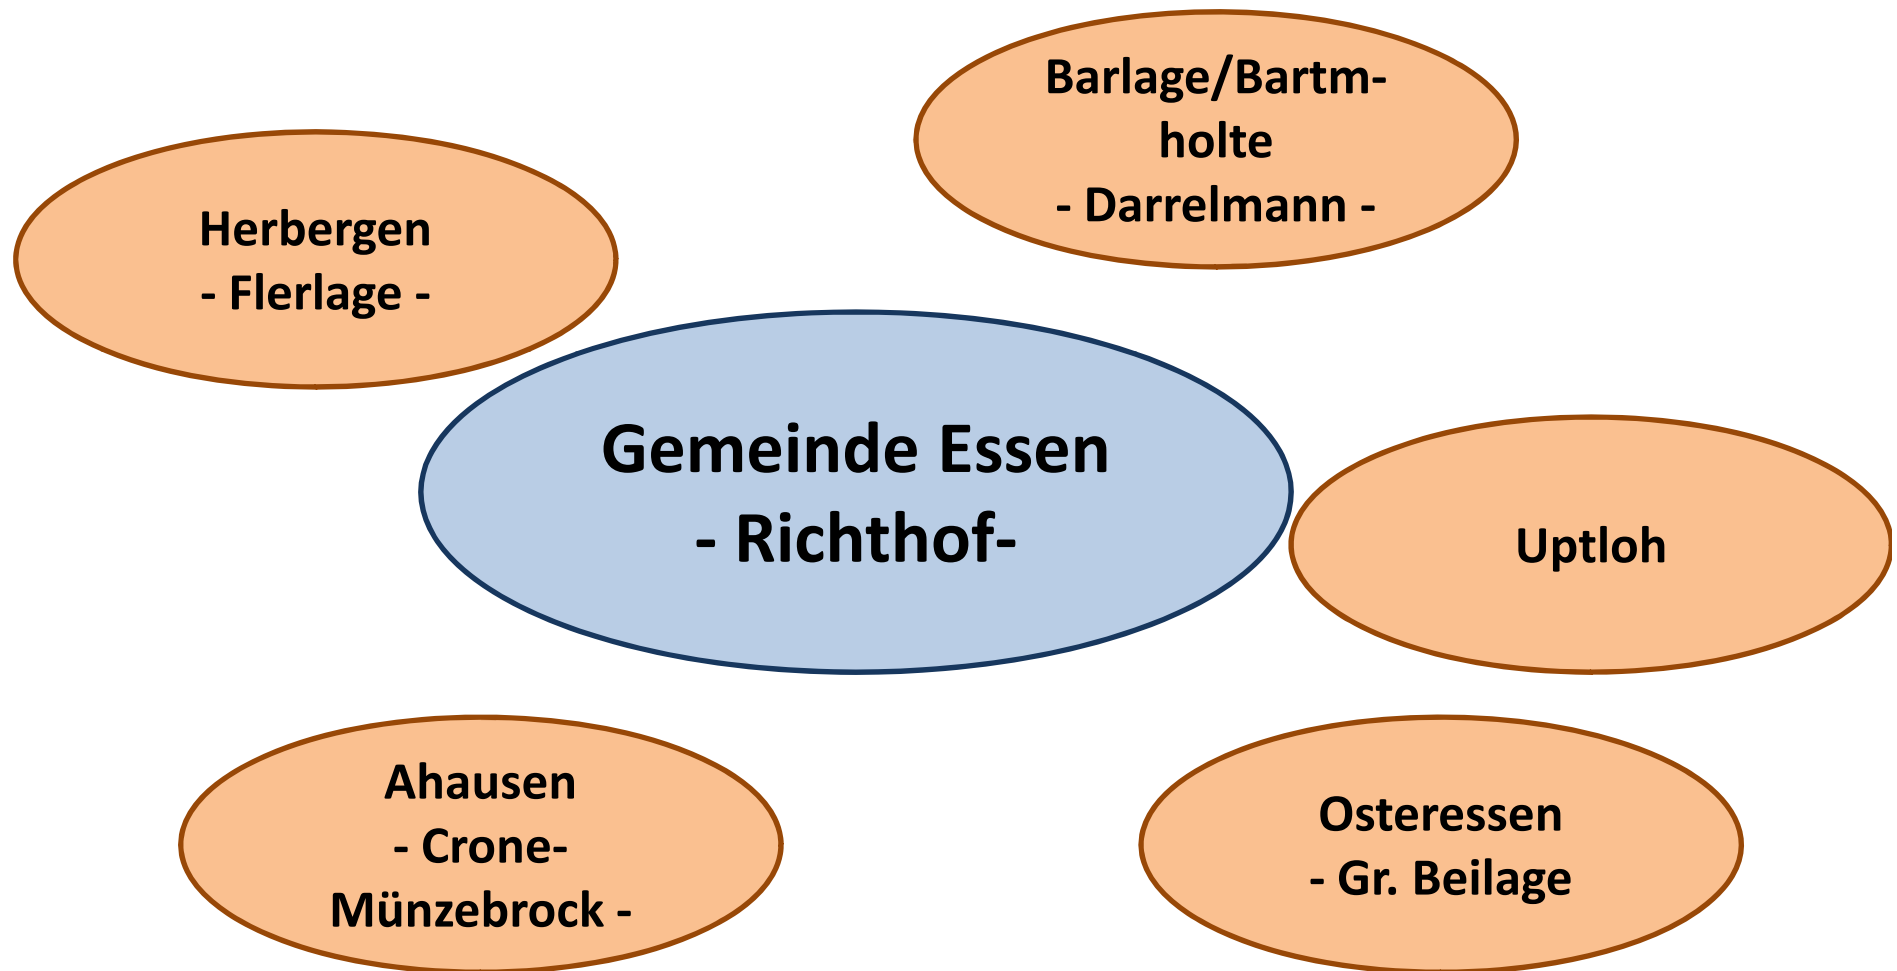 Barlage/Bartm-
holte
- Darrelmann -
Herbergen
- Flerlage -
Gemeinde Essen
- Richthof-
Uptloh
Ahausen
- Crone-
Münzebrock -
Osteressen
- Gr. Beilage